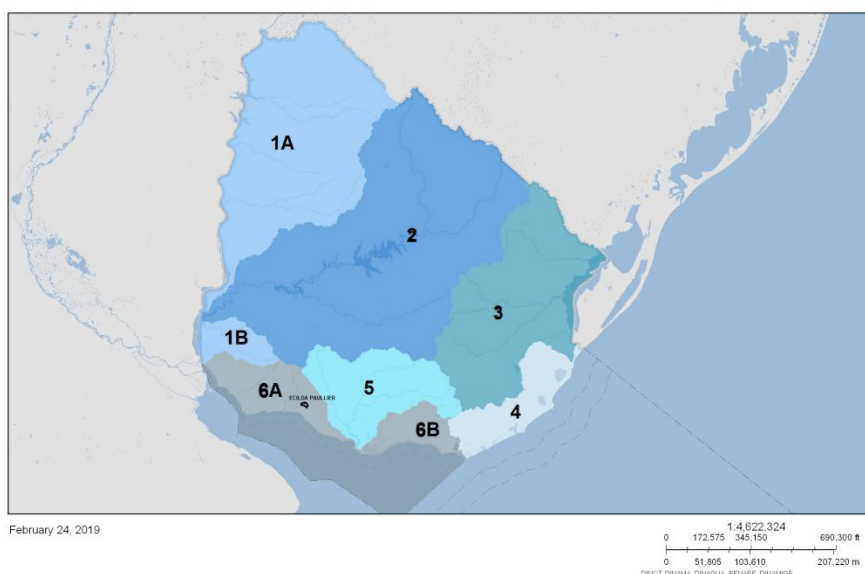 1A
2
3
1B
6A
ECILDA PAULLIER
5
4
6B
February 24, 2019
1:4,622,324
0 172,575 345,150 690,300 ft
0 51,805 103,610 207,220 m